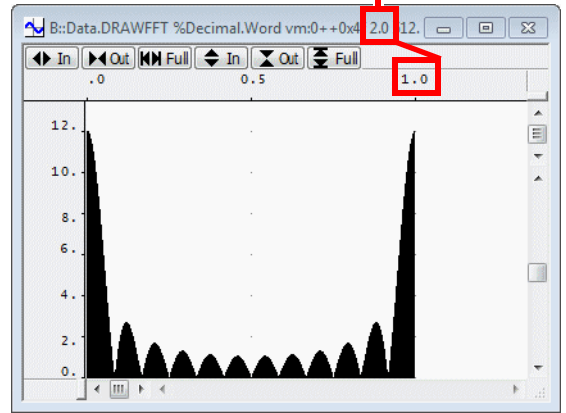 B::Data.DRAWFFT %Decimal.Word vm:0++0x4 2.0 12.
In Out Full In Out Full
.0 0.5 1.0
12.
10.
8.
6.
4.
2.
0.